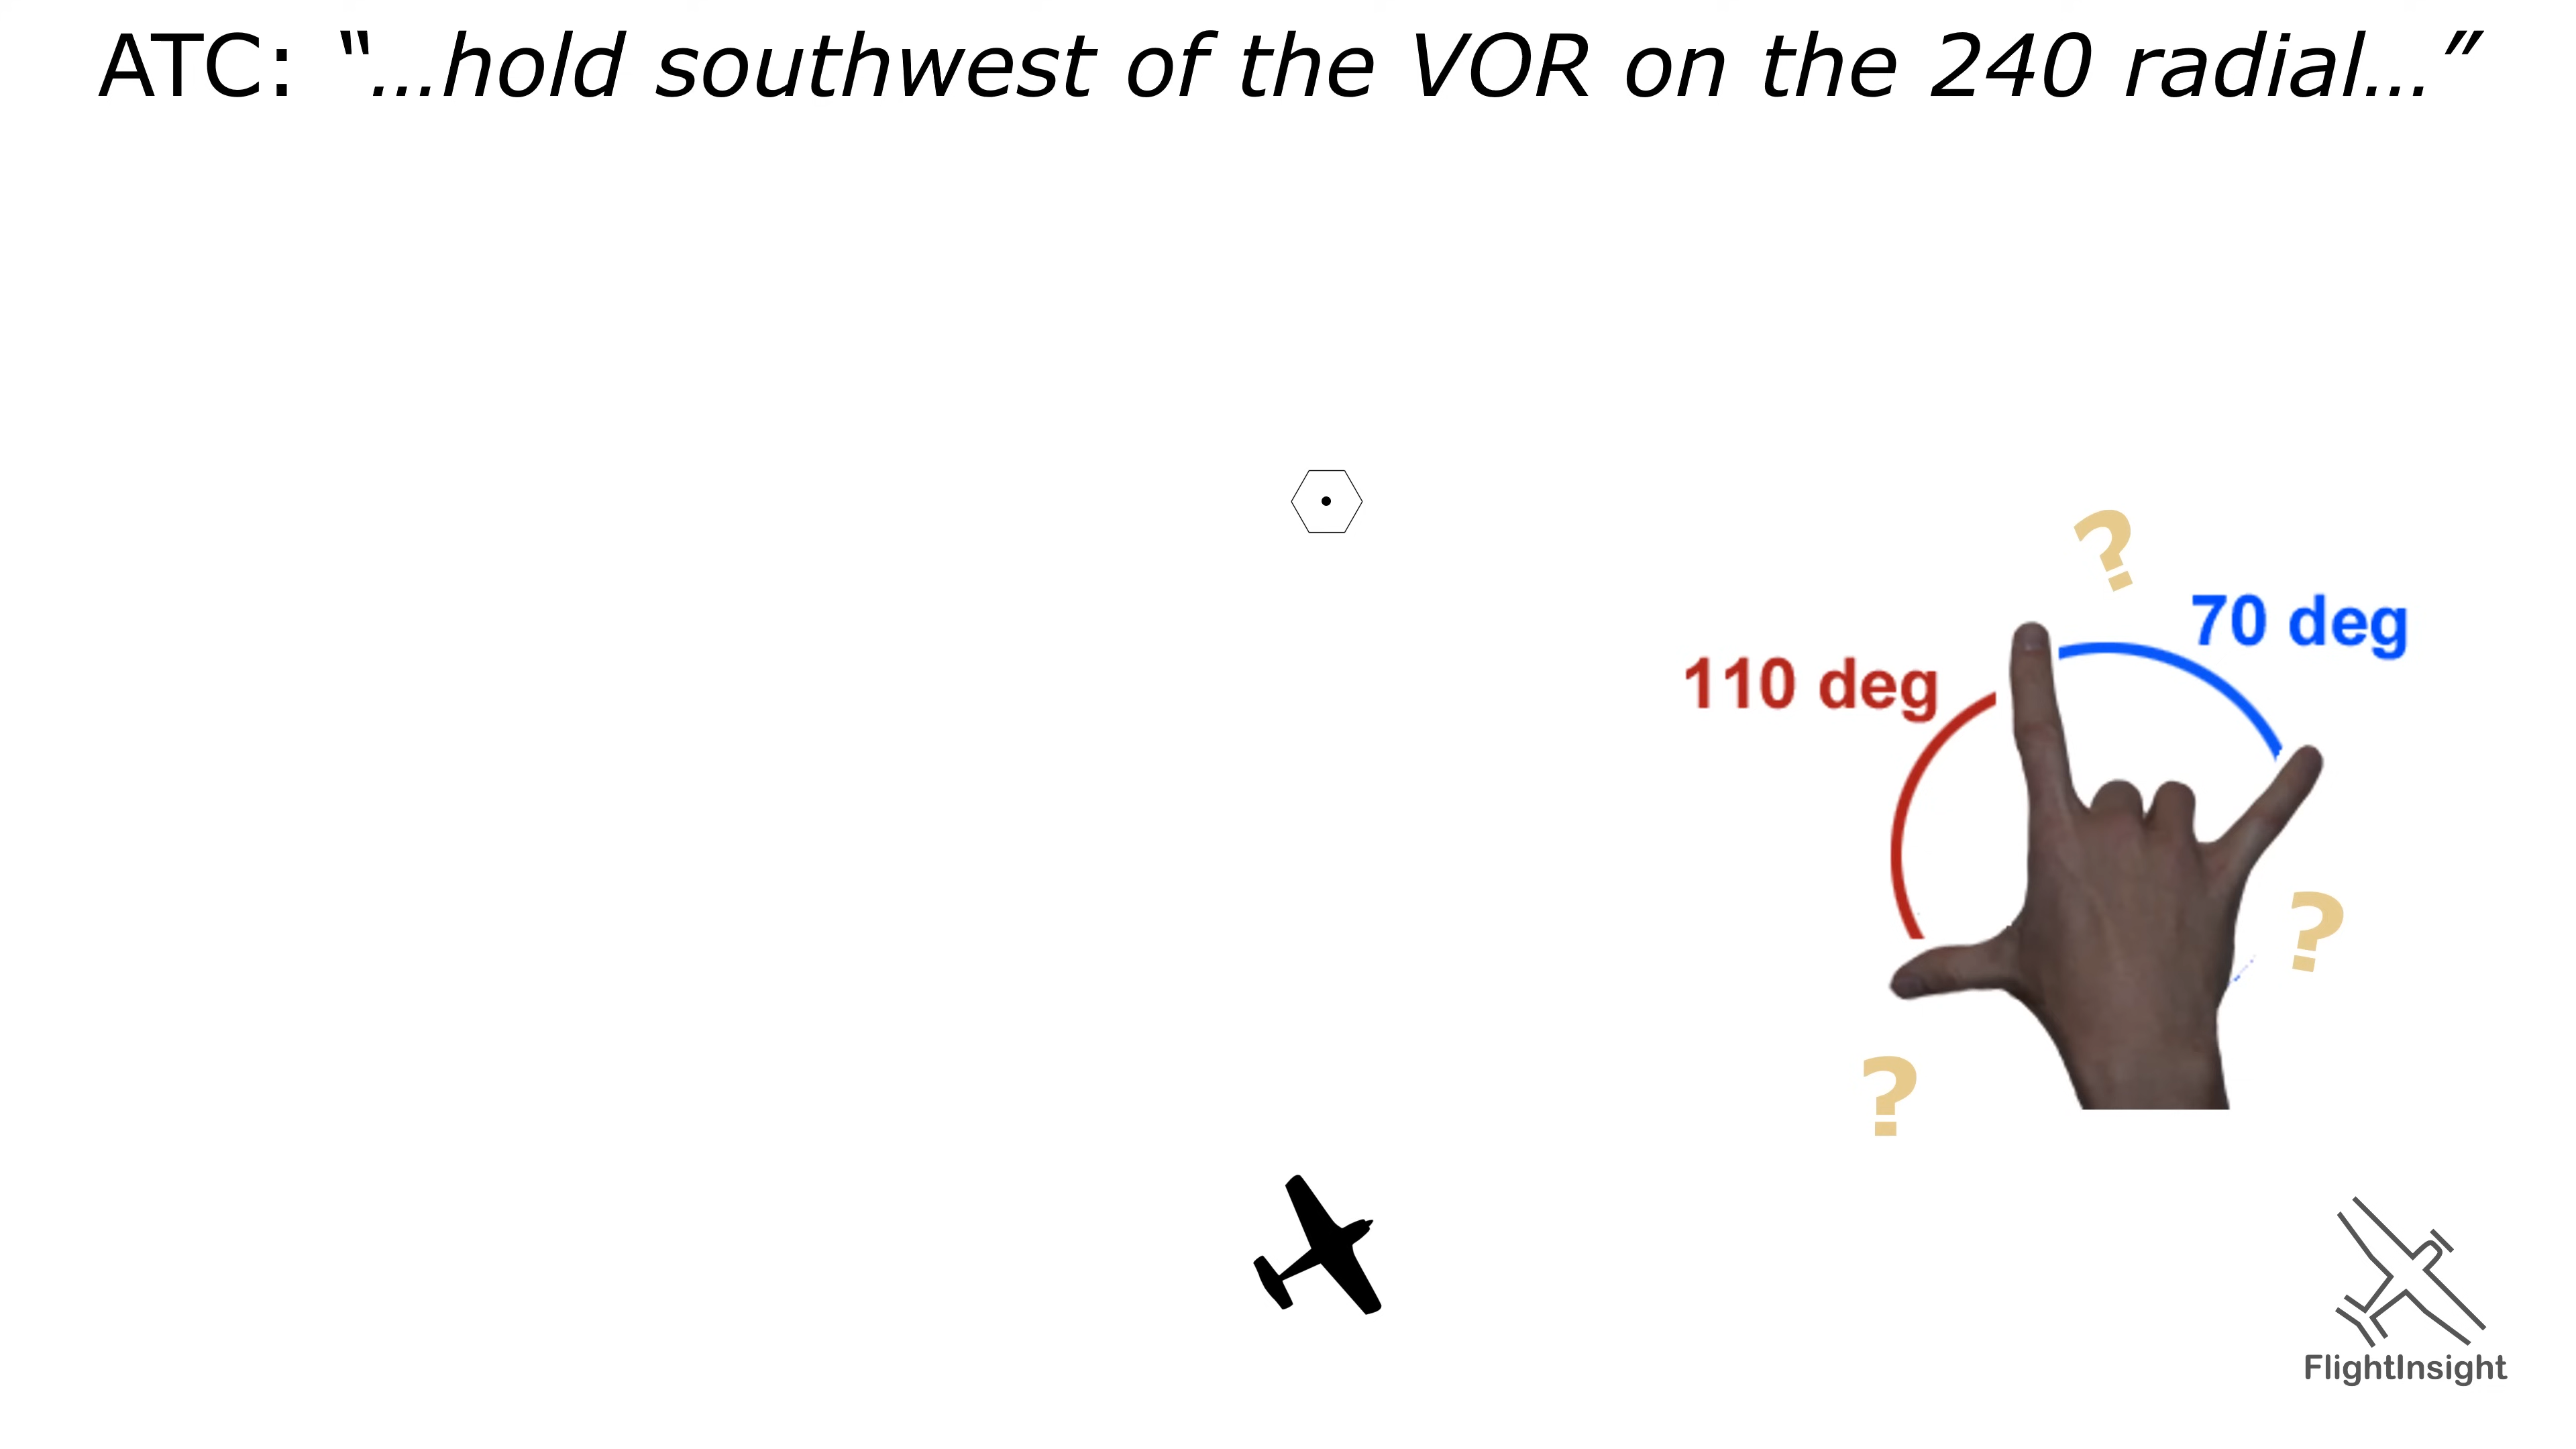 ATC: “...hold southwest of the VOR on the 240 radial...”
?
70 deg
110 deg
?
?
FlightInsight